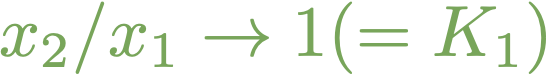 x₂/x₁ → 1(= K₁)